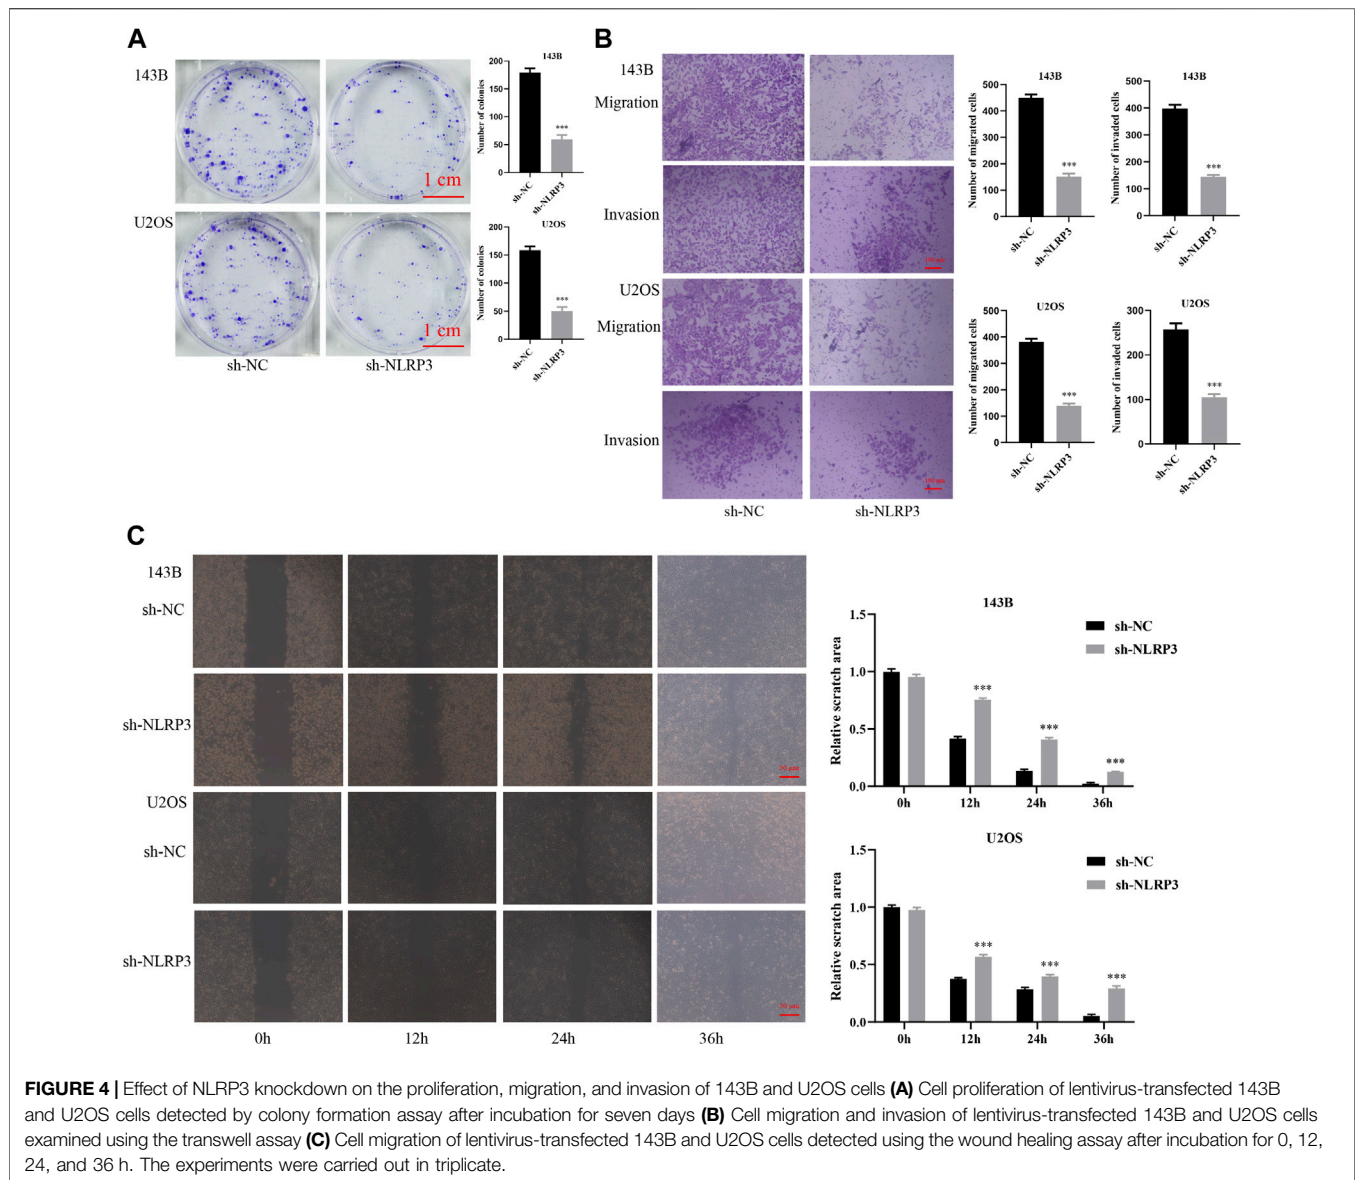 A
143B
U2OS
1 cm
1 cm
sh-NC
sh-NLRP3
143B
Number of colonies
200
150
100
50
0
***
sh-NC
sh-NLRP3
U2OS
Number of colonies
200
150
100
50
0
***
sh-NC
sh-NLRP3
B
143B
Migration
Invasion
U2OS
Migration
Invasion
100 μm
100 μm
sh-NC
sh-NLRP3
143B
Number of migrated cells
500
400
300
200
100
0
***
sh-NC
sh-NLRP3
143B
Number of invaded cells
500
400
300
200
100
0
***
sh-NC
sh-NLRP3
U2OS
Number of migrated cells
500
400
300
200
100
0
***
sh-NC
sh-NLRP3
U2OS
Number of invaded cells
300
200
100
0
***
sh-NC
sh-NLRP3
C
143B
sh-NC
sh-NLRP3
U2OS
sh-NC
sh-NLRP3
50 μm
50 μm
0h
12h
24h
36h
143B
Relative scratch area
1.5
1.0
0.5
0.0
sh-NC
sh-NLRP3
***
***
***
0h
12h
24h
36h
U2OS
Relative scratch area
1.5
1.0
0.5
0.0
sh-NC
sh-NLRP3
***
***
***
0h
12h
24h
36h
FIGURE 4 | Effect of NLRP3 knockdown on the proliferation, migration, and invasion of 143B and U2OS cells (A) Cell proliferation of lentivirus-transfected 143B
and U2OS cells detected by colony formation assay after incubation for seven days (B) Cell migration and invasion of lentivirus-transfected 143B and U2OS cells
examined using the transwell assay (C) Cell migration of lentivirus-transfected 143B and U2OS cells detected using the wound healing assay after incubation for 0, 12,
24, and 36 h. The experiments were carried out in triplicate.